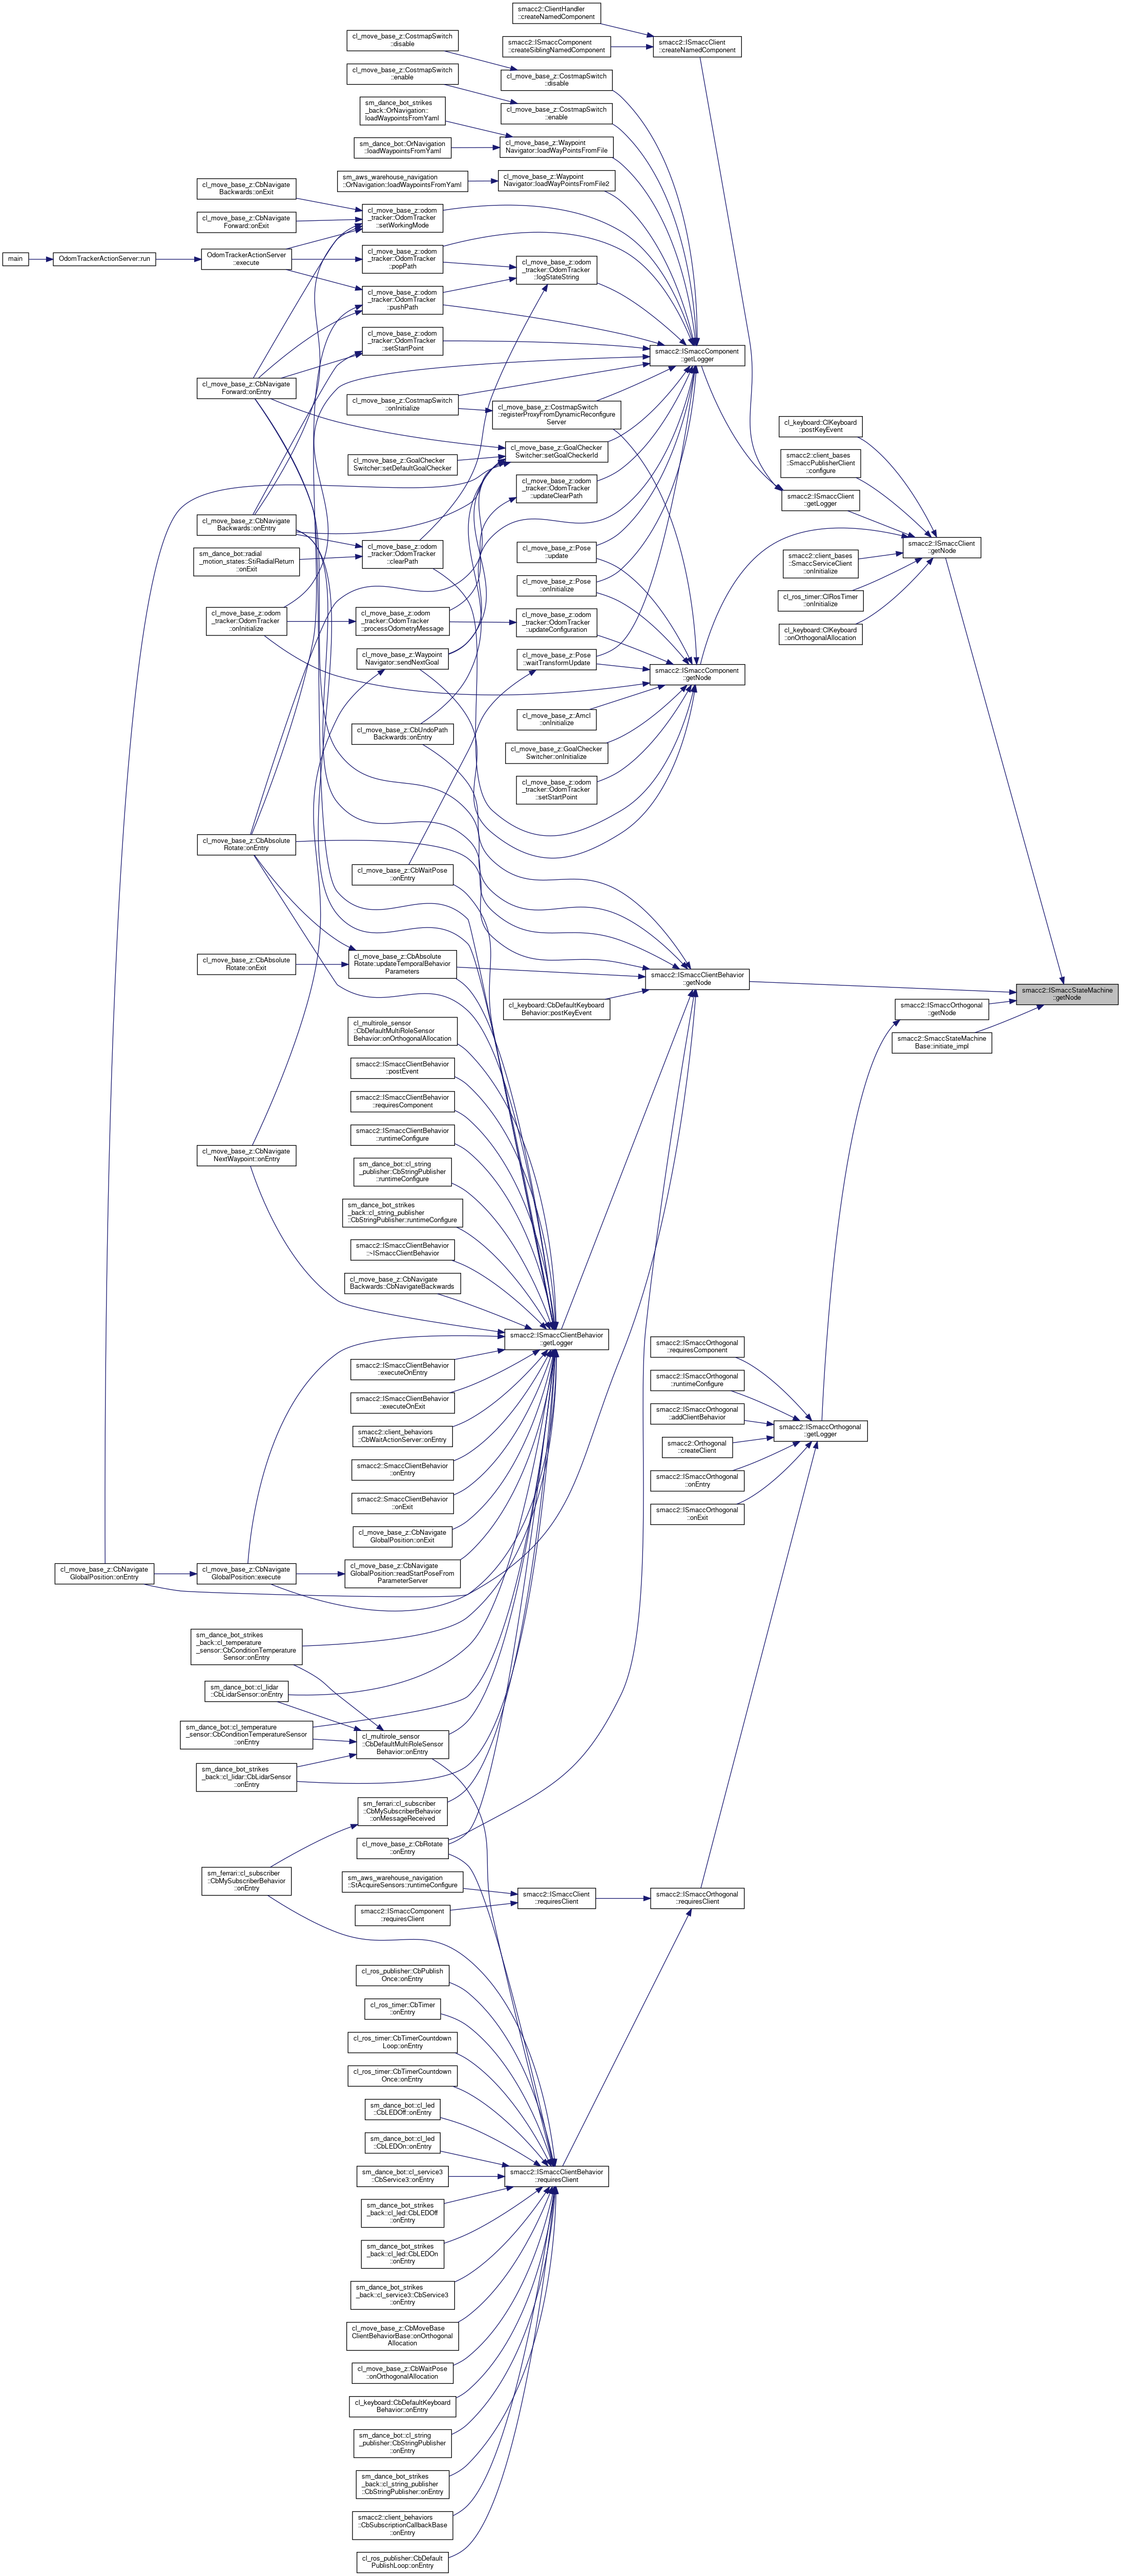 smacc2::ClientHandler
::createNamedComponent
cl_move_base_z::CostmapSwitch
::disable
smacc2::ISmaccComponent
::createSiblingNamedComponent
smacc2::ISmaccClient
::createNamedComponent
cl_move_base_z::CostmapSwitch
::enable
cl_move_base_z::CostmapSwitch
::disable
sm_dance_bot_strikes
_back::OrNavigation::
loadWaypointsFromYaml
cl_move_base_z::CostmapSwitch
::enable
sm_dance_bot::OrNavigation
::loadWaypointsFromYaml
cl_move_base_z::Waypoint
Navigator::loadWayPointsFromFile
sm_aws_warehouse_navigation
::OrNavigation::loadWaypointsFromYaml
cl_move_base_z::Waypoint
Navigator::loadWayPointsFromFile2
cl_move_base_z::CbNavigate
Backwards::onExit
cl_move_base_z::CbNavigate
Forward::onExit
cl_move_base_z::odom
_tracker::OdomTracker
::setWorkingMode
main
OdomTrackerActionServer::run
OdomTrackerActionServer
::execute
cl_move_base_z::odom
_tracker::OdomTracker
::popPath
cl_move_base_z::odom
_tracker::OdomTracker
::logStateString
cl_move_base_z::odom
_tracker::OdomTracker
::pushPath
cl_move_base_z::odom
_tracker::OdomTracker
::setStartPoint
smacc2::ISmaccComponent
::getLogger
cl_move_base_z::CbNavigate
Forward::onEntry
cl_move_base_z::CostmapSwitch
::onInitialize
cl_move_base_z::CostmapSwitch
::registerProxyFromDynamicReconfigure
Server
cl_keyboard::ClKeyboard
::postKeyEvent
cl_move_base_z::GoalChecker
Switcher::setDefaultGoalChecker
cl_move_base_z::GoalChecker
Switcher::setGoalCheckerId
smacc2::client_bases
::SmaccPublisherClient
::configure
cl_move_base_z::odom
_tracker::OdomTracker
::updateClearPath
smacc2::ISmaccClient
::getLogger
cl_move_base_z::CbNavigate
Backwards::onEntry
sm_dance_bot::radial
_motion_states::StiRadialReturn
::onExit
cl_move_base_z::odom
_tracker::OdomTracker
::clearPath
cl_move_base_z::Pose
::update
smacc2::ISmaccClient
::getNode
smacc2::client_bases
::SmaccServiceClient
::onInitialize
cl_move_base_z::Pose
::onInitialize
cl_ros_timer::ClRosTimer
::onInitialize
cl_move_base_z::odom
_tracker::OdomTracker
::onInitialize
cl_move_base_z::odom
_tracker::OdomTracker
::processOdometryMessage
cl_move_base_z::odom
_tracker::OdomTracker
::updateConfiguration
cl_keyboard::ClKeyboard
::onOrthogonalAllocation
cl_move_base_z::Waypoint
Navigator::sendNextGoal
cl_move_base_z::Pose
::waitTransformUpdate
smacc2::ISmaccComponent
::getNode
cl_move_base_z::Amcl
::onInitialize
cl_move_base_z::CbUndoPath
Backwards::onEntry
cl_move_base_z::GoalChecker
Switcher::onInitialize
cl_move_base_z::odom
_tracker::OdomTracker
::setStartPoint
cl_move_base_z::CbAbsolute
Rotate::onEntry
cl_move_base_z::CbWaitPose
::onEntry
cl_move_base_z::CbAbsolute
Rotate::onExit
cl_move_base_z::CbAbsolute
Rotate::updateTemporalBehavior
Parameters
smacc2::ISmaccClientBehavior
::getNode
smacc2::ISmaccStateMachine
::getNode
cl_keyboard::CbDefaultKeyboard
Behavior::postKeyEvent
smacc2::ISmaccOrthogonal
::getNode
smacc2::SmaccStateMachine
Base::initiate_impl
cl_multirole_sensor
::CbDefaultMultiRoleSensor
Behavior::onOrthogonalAllocation
smacc2::ISmaccClientBehavior
::postEvent
smacc2::ISmaccClientBehavior
::requiresComponent
smacc2::ISmaccClientBehavior
::runtimeConfigure
cl_move_base_z::CbNavigate
NextWaypoint::onEntry
sm_dance_bot::cl_string
_publisher::CbStringPublisher
::runtimeConfigure
sm_dance_bot_strikes
_back::cl_string_publisher
::CbStringPublisher::runtimeConfigure
smacc2::ISmaccClientBehavior
::~ISmaccClientBehavior
cl_move_base_z::CbNavigate
Backwards::CbNavigateBackwards
smacc2::ISmaccClientBehavior
::getLogger
smacc2::ISmaccOrthogonal
::requiresComponent
smacc2::ISmaccClientBehavior
::executeOnEntry
smacc2::ISmaccOrthogonal
::runtimeConfigure
smacc2::ISmaccClientBehavior
::executeOnExit
smacc2::ISmaccOrthogonal
::addClientBehavior
smacc2::client_behaviors
::CbWaitActionServer::onEntry
smacc2::Orthogonal
::createClient
smacc2::ISmaccOrthogonal
::getLogger
smacc2::SmaccClientBehavior
::onEntry
smacc2::ISmaccOrthogonal
::onEntry
smacc2::SmaccClientBehavior
::onExit
smacc2::ISmaccOrthogonal
::onExit
cl_move_base_z::CbNavigate
GlobalPosition::onExit
cl_move_base_z::CbNavigate
GlobalPosition::onEntry
cl_move_base_z::CbNavigate
GlobalPosition::execute
cl_move_base_z::CbNavigate
GlobalPosition::readStartPoseFrom
ParameterServer
sm_dance_bot_strikes
_back::cl_temperature
_sensor::CbConditionTemperature
Sensor::onEntry
sm_dance_bot::cl_lidar
::CbLidarSensor::onEntry
sm_dance_bot::cl_temperature
_sensor::CbConditionTemperatureSensor
::onEntry
cl_multirole_sensor
::CbDefaultMultiRoleSensor
Behavior::onEntry
sm_dance_bot_strikes
_back::cl_lidar::CbLidarSensor
::onEntry
sm_ferrari::cl_subscriber
::CbMySubscriberBehavior
::onMessageReceived
cl_move_base_z::CbRotate
::onEntry
sm_ferrari::cl_subscriber
::CbMySubscriberBehavior
::onEntry
sm_aws_warehouse_navigation
::StAcquireSensors::runtimeConfigure
smacc2::ISmaccClient
::requiresClient
smacc2::ISmaccOrthogonal
::requiresClient
smacc2::ISmaccComponent
::requiresClient
cl_ros_publisher::CbPublish
Once::onEntry
cl_ros_timer::CbTimer
::onEntry
cl_ros_timer::CbTimerCountdown
Loop::onEntry
cl_ros_timer::CbTimerCountdown
Once::onEntry
sm_dance_bot::cl_led
::CbLEDOff::onEntry
sm_dance_bot::cl_led
::CbLEDOn::onEntry
sm_dance_bot::cl_service3
::CbService3::onEntry
smacc2::ISmaccClientBehavior
::requiresClient
sm_dance_bot_strikes
_back::cl_led::CbLEDOff
::onEntry
sm_dance_bot_strikes
_back::cl_led::CbLEDOn
::onEntry
sm_dance_bot_strikes
_back::cl_service3::CbService3
::onEntry
cl_move_base_z::CbMoveBase
ClientBehaviorBase::onOrthogonal
Allocation
cl_move_base_z::CbWaitPose
::onOrthogonalAllocation
cl_keyboard::CbDefaultKeyboard
Behavior::onEntry
sm_dance_bot::cl_string
_publisher::CbStringPublisher
::onEntry
sm_dance_bot_strikes
_back::cl_string_publisher
::CbStringPublisher::onEntry
smacc2::client_behaviors
::CbSubscriptionCallbackBase
::onEntry
cl_ros_publisher::CbDefault
PublishLoop::onEntry